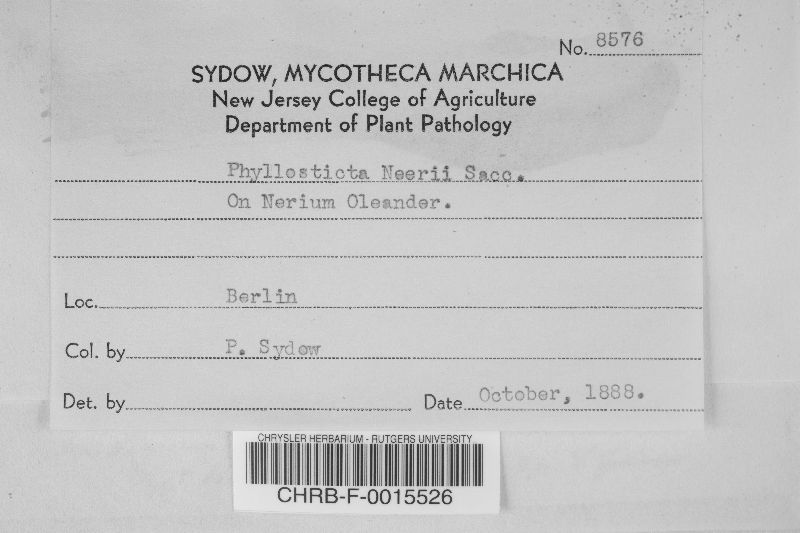 No. 8576
SYDOW, MYCOTHECA MARCHICA
New Jersey College of Agriculture
Department of Plant Pathology
Phyllosticta Neerii Sacc.
On Nerium Oleander.
Loc. Berlin
Col. by P. Sydow
Det. by Date October, 1888.
CHRYSLER HERBARIUM - RUTGERS UNIVERSITY
CHRB-F-0015526